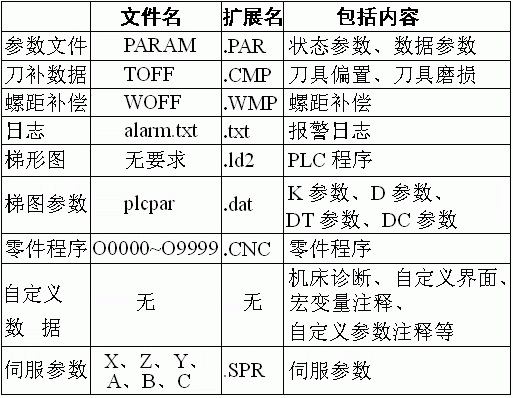 文件名 扩展名 包括内容
参数文件 PARAM .PAR 状态参数、数据参数
刀补数据 TOFF .CMP 刀具偏置、刀具磨损
螺距补偿 WOFF .WMP 螺距补偿
日志 alarm.txt .txt 报警日志
梯形图 无要求 .ld2 PLC 程序
梯图参数 plcpar .dat K 参数、D 参数、
DT 参数、DC 参数
零件程序 O0000~O9999 .CNC 零件程序
自定义
数 据 无 无 机床诊断、自定义界面、
宏变量注释、
自定义参数注释等
伺服参数 X、Z、Y、
A、B、C .SPR 伺服参数